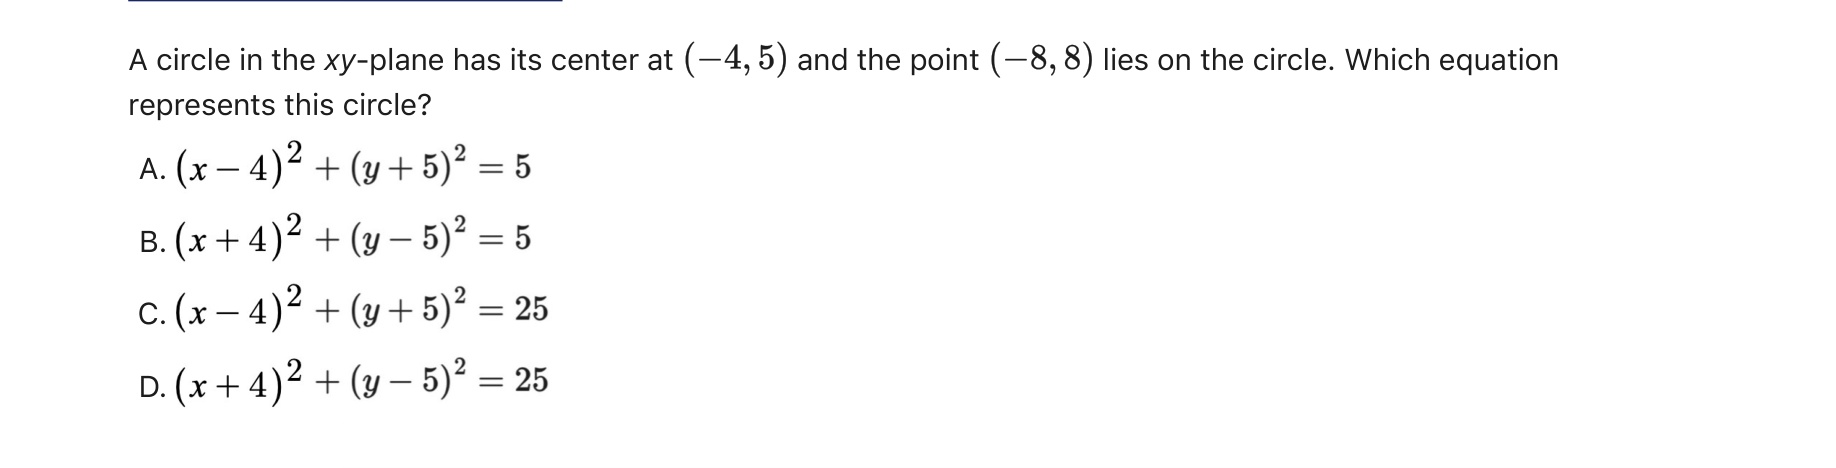 A circle in the xy-plane has its center at (−4, 5) and the point (−8, 8) lies on the circle. Which equation
represents this circle?
A. (x − 4)² + (y + 5)² = 5
B. (x + 4)² + (y − 5)² = 5
C. (x − 4)² + (y + 5)² = 25
D. (x + 4)² + (y − 5)² = 25